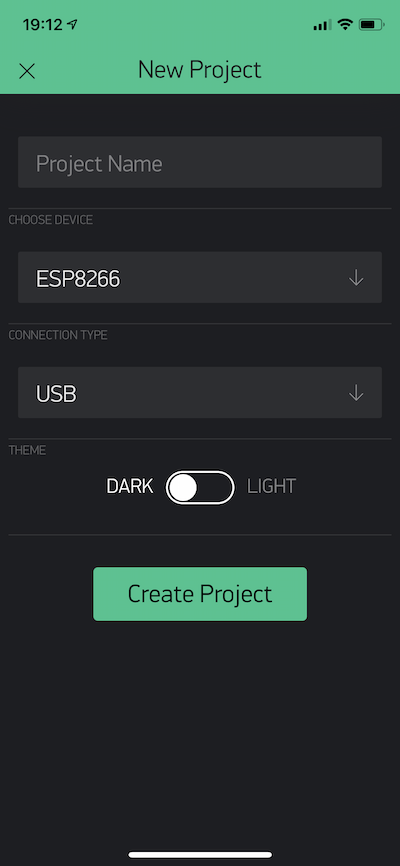 19:12
New Project
Project Name
CHOOSE DEVICE
ESP8266
CONNECTION TYPE
USB
THEME
DARK LIGHT
Create Project